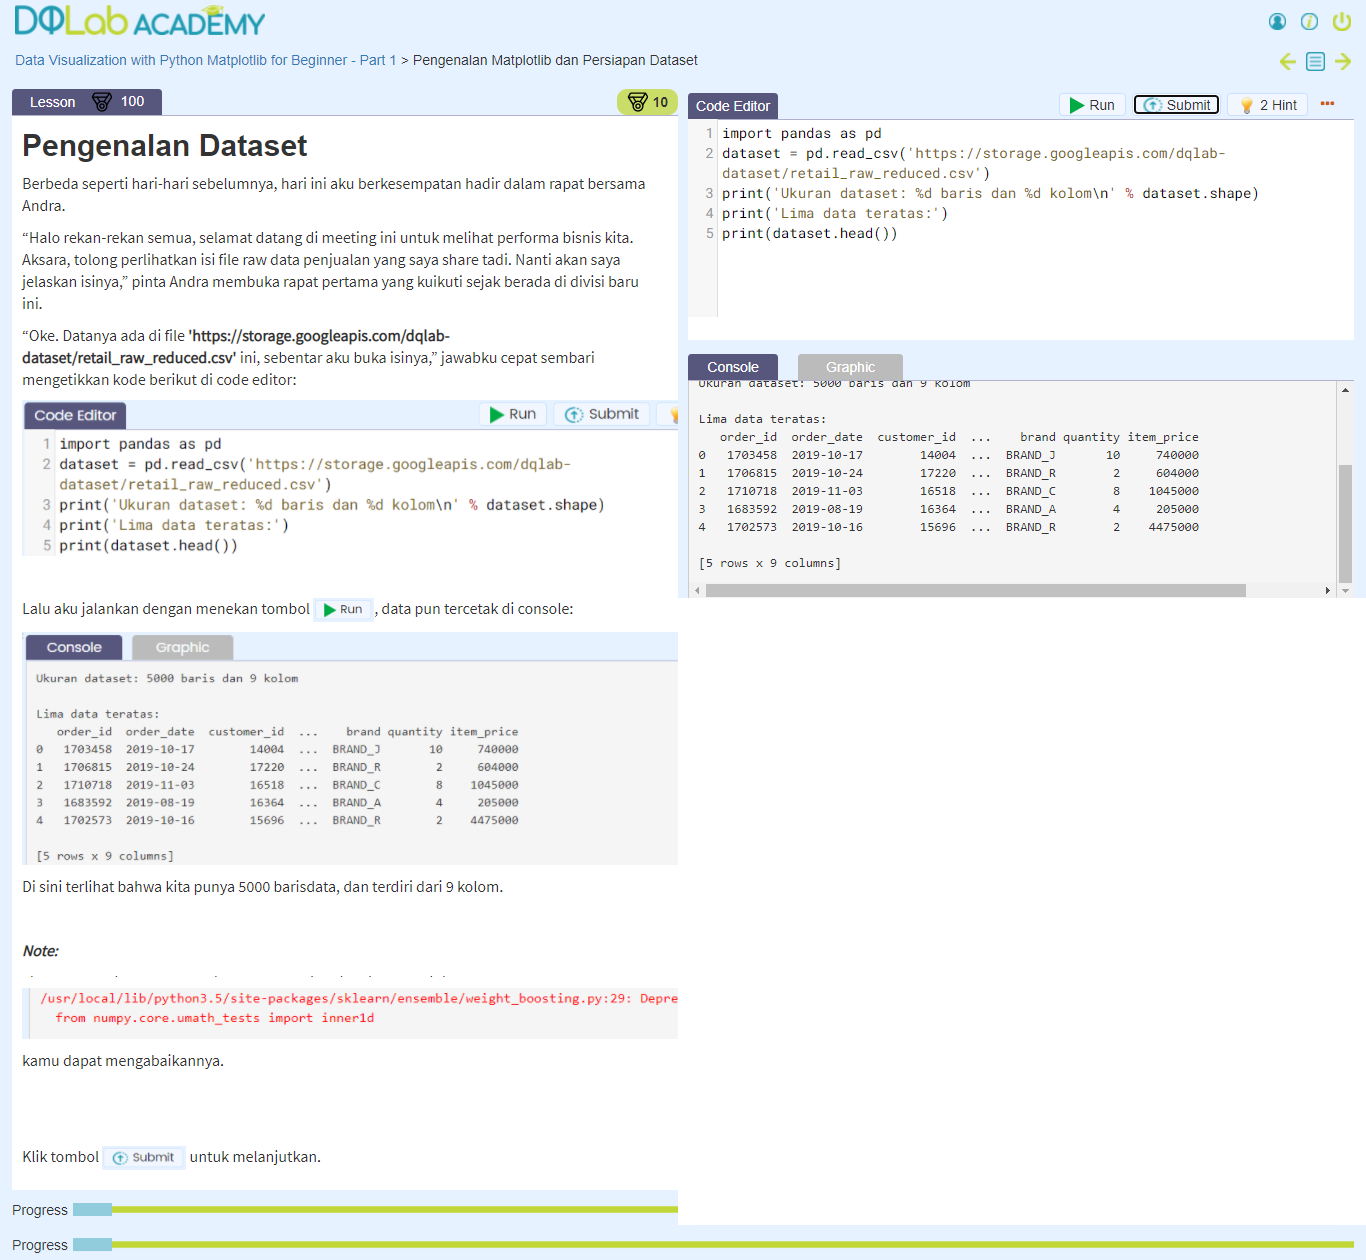 DQLab ACADEMY
Data Visualization with Python Matplotlib for Beginner - Part 1 > Pengenalan Matplotlib dan Persiapan Dataset
Lesson 100
10
Pengenalan Dataset
Berbeda seperti hari-hari sebelumnya, hari ini aku berkesempatan hadir dalam rapat bersama
Andra.
“Halo rekan-rekan semua, selamat datang di meeting ini untuk melihat performa bisnis kita.
Aksara, tolong perlihatkan isi file raw data penjualan yang saya share tadi. Nanti akan saya
jelaskan isinya,” pinta Andra membuka rapat pertama yang kuikuti sejak berada di divisi baru
ini.
“Oke. Datanya ada di file 'https://storage.googleapis.com/dqlab-
dataset/retail_raw_reduced.csv' ini, sebentar aku buka isinya,” jawabku cepat sembari
mengetikkan kode berikut di code editor:
Code Editor Run Submit
1 import pandas as pd
2 dataset = pd.read_csv('https://storage.googleapis.com/dqlab-
dataset/retail_raw_reduced.csv')
3 print('Ukuran dataset: %d baris dan %d kolom\n' % dataset.shape)
4 print('Lima data teratas:')
5 print(dataset.head())
Lalu aku jalankan dengan menekan tombol Run , data pun tercetak di console:
Console Graphic
Ukuran dataset: 5000 baris dan 9 kolom
Lima data teratas:
order_id order_date customer_id ... brand quantity item_price
0 1703458 2019-10-17 14004 ... BRAND_J 10 740000
1 1706815 2019-10-24 17220 ... BRAND_R 2 604000
2 1710718 2019-11-03 16518 ... BRAND_C 8 1045000
3 1683592 2019-08-19 16364 ... BRAND_A 4 205000
4 1702573 2019-10-16 15696 ... BRAND_R 2 4475000
[5 rows x 9 columns]
Di sini terlihat bahwa kita punya 5000 barisdata, dan terdiri dari 9 kolom.
Note:
/usr/local/lib/python3.5/site-packages/sklearn/ensemble/weight_boosting.py:29: Depre
from numpy.core.umath_tests import inner1d
kamu dapat mengabaikannya.
Klik tombol Submit untuk melanjutkan.
Progress
Progress
Code Editor Run Submit 2 Hint
1 import pandas as pd
2 dataset = pd.read_csv('https://storage.googleapis.com/dqlab-
dataset/retail_raw_reduced.csv')
3 print('Ukuran dataset: %d baris dan %d kolom\n' % dataset.shape)
4 print('Lima data teratas:')
5 print(dataset.head())
Console Graphic
Ukuran dataset: 5000 baris dan 9 kolom
Lima data teratas:
order_id order_date customer_id ... brand quantity item_price
0 1703458 2019-10-17 14004 ... BRAND_J 10 740000
1 1706815 2019-10-24 17220 ... BRAND_R 2 604000
2 1710718 2019-11-03 16518 ... BRAND_C 8 1045000
3 1683592 2019-08-19 16364 ... BRAND_A 4 205000
4 1702573 2019-10-16 15696 ... BRAND_R 2 4475000
[5 rows x 9 columns]